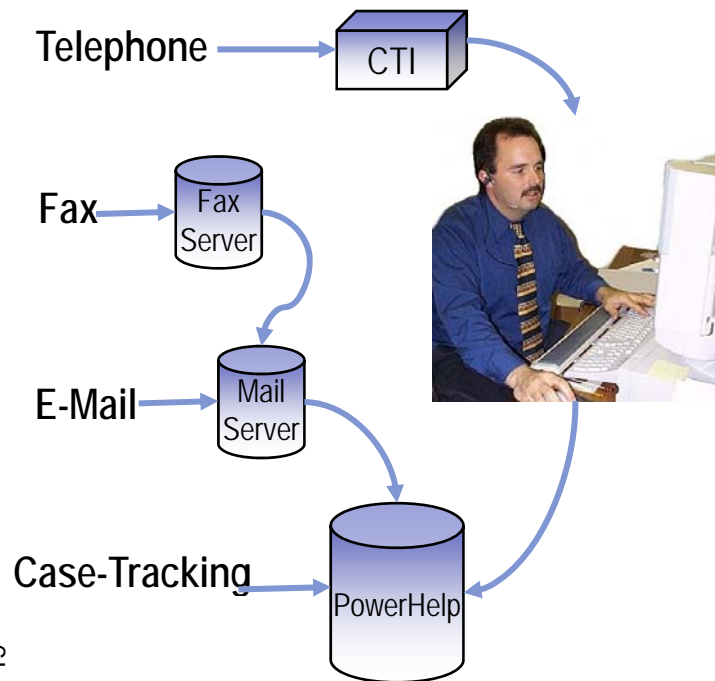 Telephone
CTI
Fax
Fax
Server
E-Mail
Mail
Server
Case-Tracking
PowerHelp